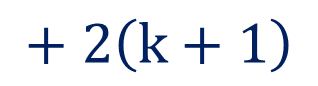 + 2(k + 1)